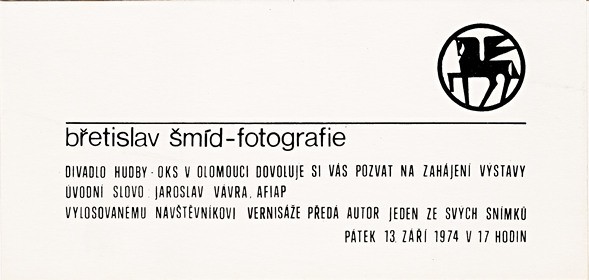 břetislav šmíd-fotografie
DIVADLO HUDBY - OKS V OLOMOUCI DOVOLUJE SI VÁS POZVAT NA ZAHÁJENÍ VÝSTAVY
ÚVODNÍ SLOVO JAROSLAV VÁVRA, AFIAP
VYLOSOVANÉMU NÁVŠTĚVNÍKOVI VERNISÁŽE PŘEDÁ AUTOR JEDEN ZE SVÝCH SNÍMKŮ
PÁTEK 13. ZÁŘÍ 1974 V 17 HODIN